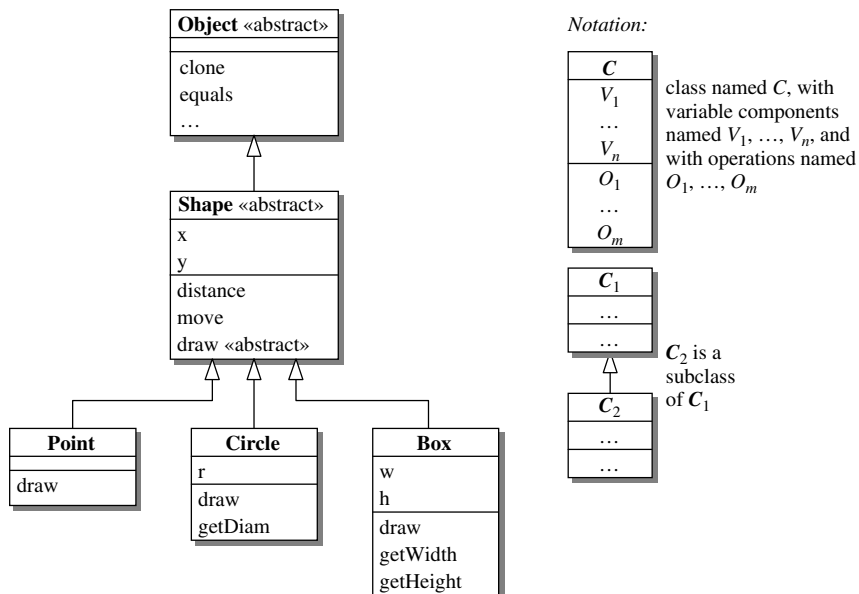 Object «abstract»
clone
equals
…
Shape «abstract»
x
y
distance
move
draw «abstract»
Point
draw
Circle
r
draw
getDiam
Box
w
h
draw
getWidth
getHeight
Notation:
C
V1
…
Vn
O1
…
Om
class named C, with
variable components
named V1, …, Vn, and
with operations named
O1, …, Om
C1
…
…
C2 is a
subclass
of C1
C2
…
…